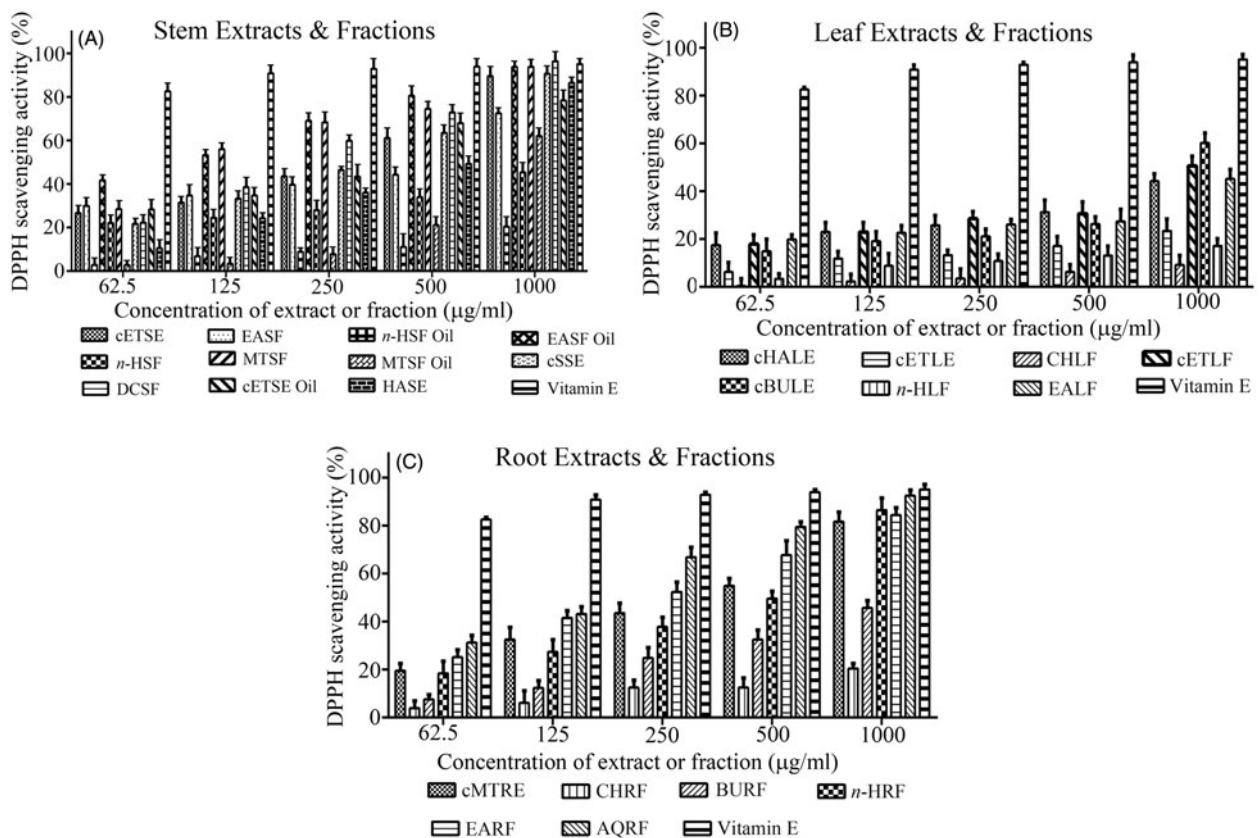 (A) Stem Extracts & Fractions
DPPH scavenging activity (%)
100
80
60
40
20
0
62.5 125 250 500 1000
Concentration of extract or fraction (μg/ml)
cETSE EASF n-HSF Oil EASF Oil
n-HSF MTSF MTSF Oil cSSE
DCSF cETSE Oil HASE Vitamin E
(B) Leaf Extracts & Fractions
DPPH scavenging activity (%)
100
80
60
40
20
0
62.5 125 250 500 1000
Concentration of extract or fraction (μg/ml)
cHALE cETLE CHLF cETLF
cBULE n-HLF EALF Vitamin E
(C) Root Extracts & Fractions
DPPH scavenging activity (%)
100
80
60
40
20
0
62.5 125 250 500 1000
Concentration of extract or fraction (μg/ml)
cMTRE CHRF BURF n-HRF
EARF AQRF Vitamin E